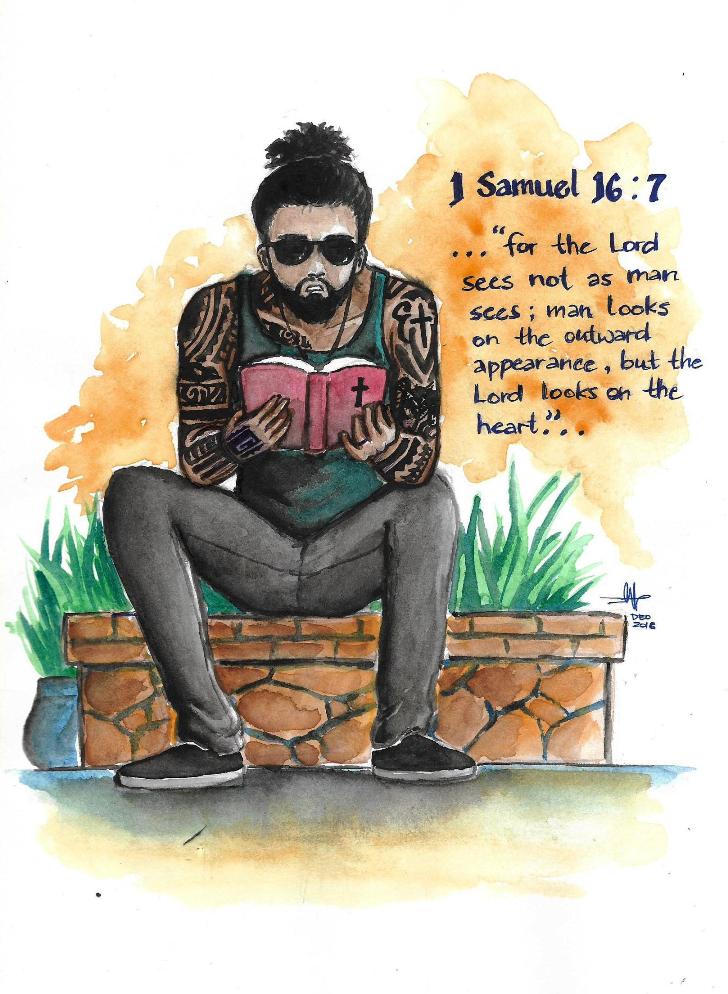 1 Samuel 16:7
..."for the Lord
sees not as man
sees; man looks
on the outward
appearance, but the
Lord looks on the
heart."..
DEO
2016